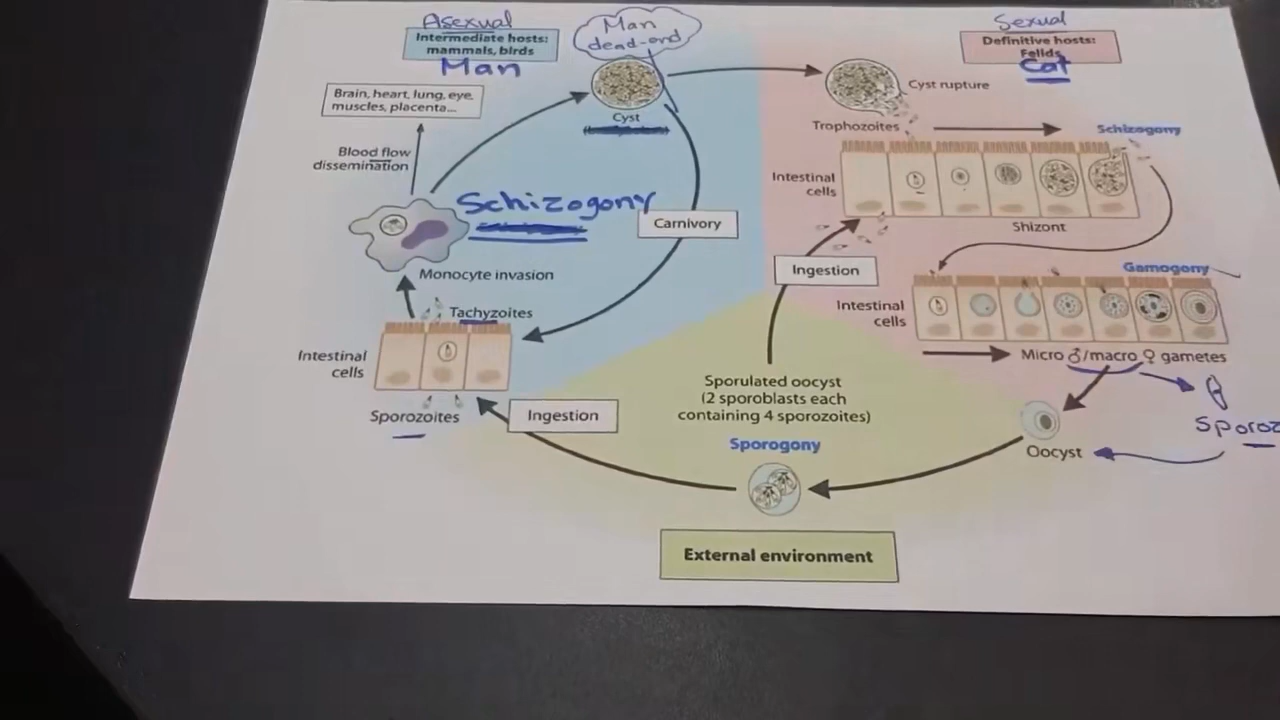 Asexual
Intermediate hosts:
mammals, birds
Man
Man
dead-end
Sexual
Definitive hosts:
Felids
Cat
Brain, heart, lung, eye,
muscles, placenta...
Cyst
Cyst rupture
Trophozoites
Schizogony
Blood flow
dissemination
Intestinal
cells
Schizogony
Carnivory
Shizont
Monocyte invasion
Ingestion
Gamogony
Tachyzoites
Intestinal
cells
Intestinal
cells
Micro ♂/macro ♀ gametes
Sporozoites
Ingestion
Sporulated oocyst
(2 sporoblasts each
containing 4 sporozoites)
Sporogony
Oocyst
Sporoz
External environment